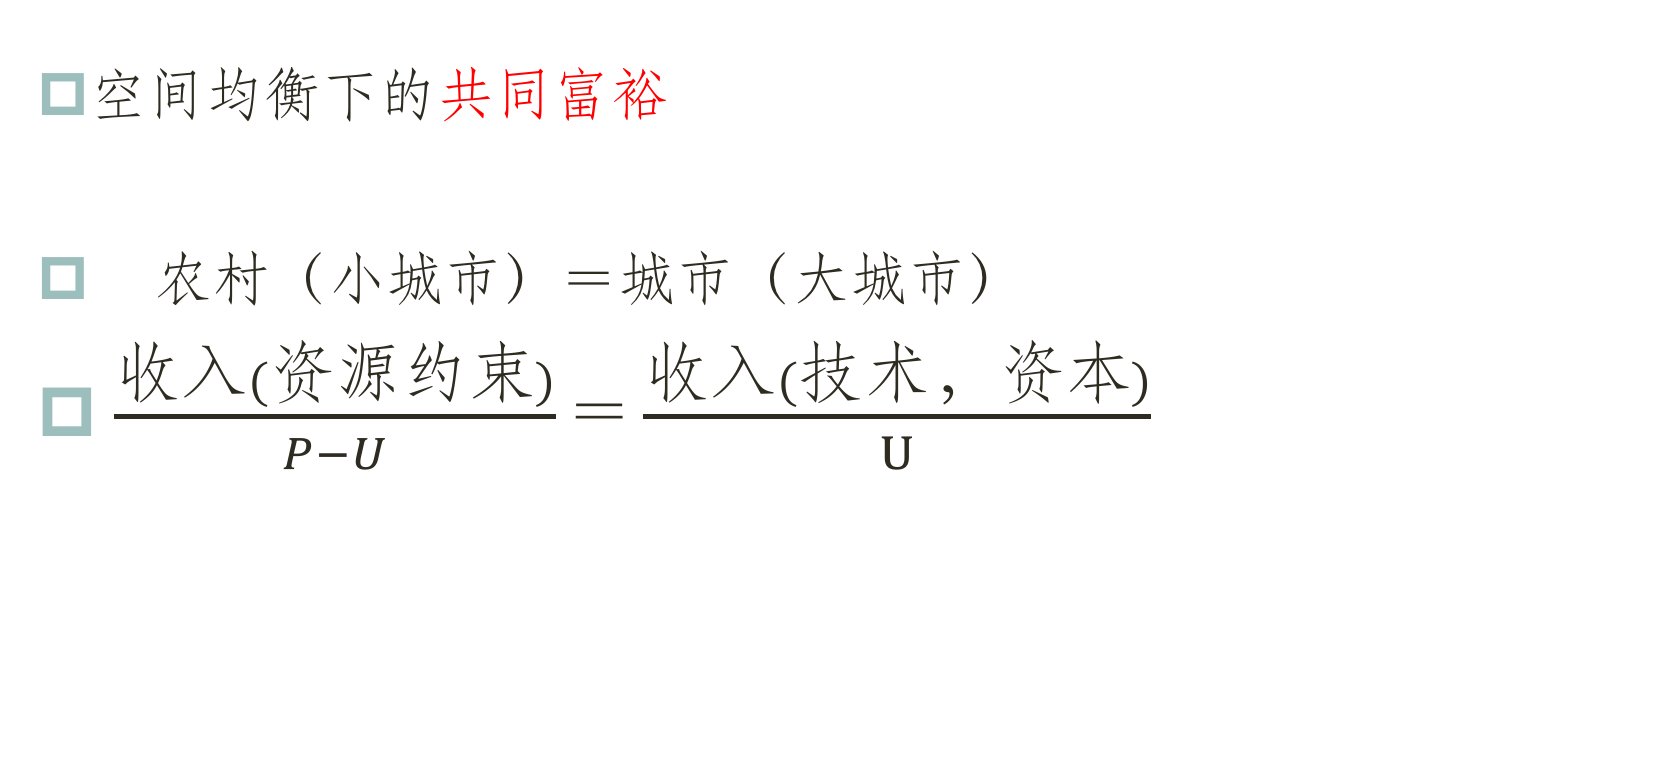 空间均衡下的共同富裕
农村（小城市）＝城市（大城市）
收入(资源约束)/P−U＝收入(技术，资本)/U